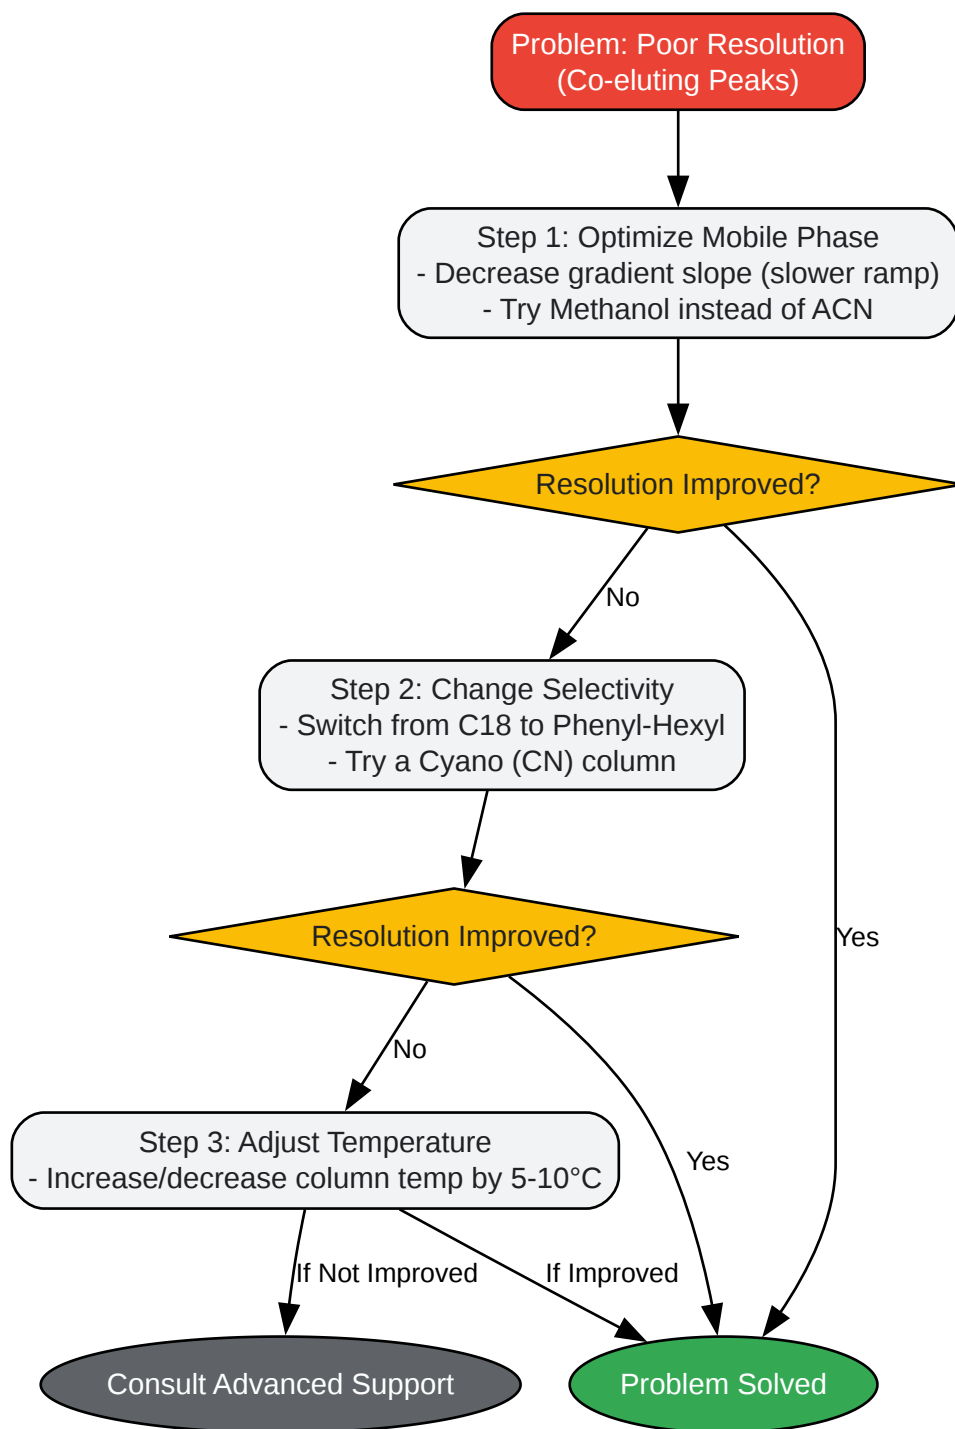 Problem: Poor Resolution
(Co-eluting Peaks)
Step 1: Optimize Mobile Phase
- Decrease gradient slope (slower ramp)
- Try Methanol instead of ACN
Resolution Improved?
No
Step 2: Change Selectivity
- Switch from C18 to Phenyl-Hexyl
- Try a Cyano (CN) column
Resolution Improved?
Yes
No
Step 3: Adjust Temperature
- Increase/decrease column temp by 5-10°C
Yes
If Not Improved
If Improved
Consult Advanced Support
Problem Solved